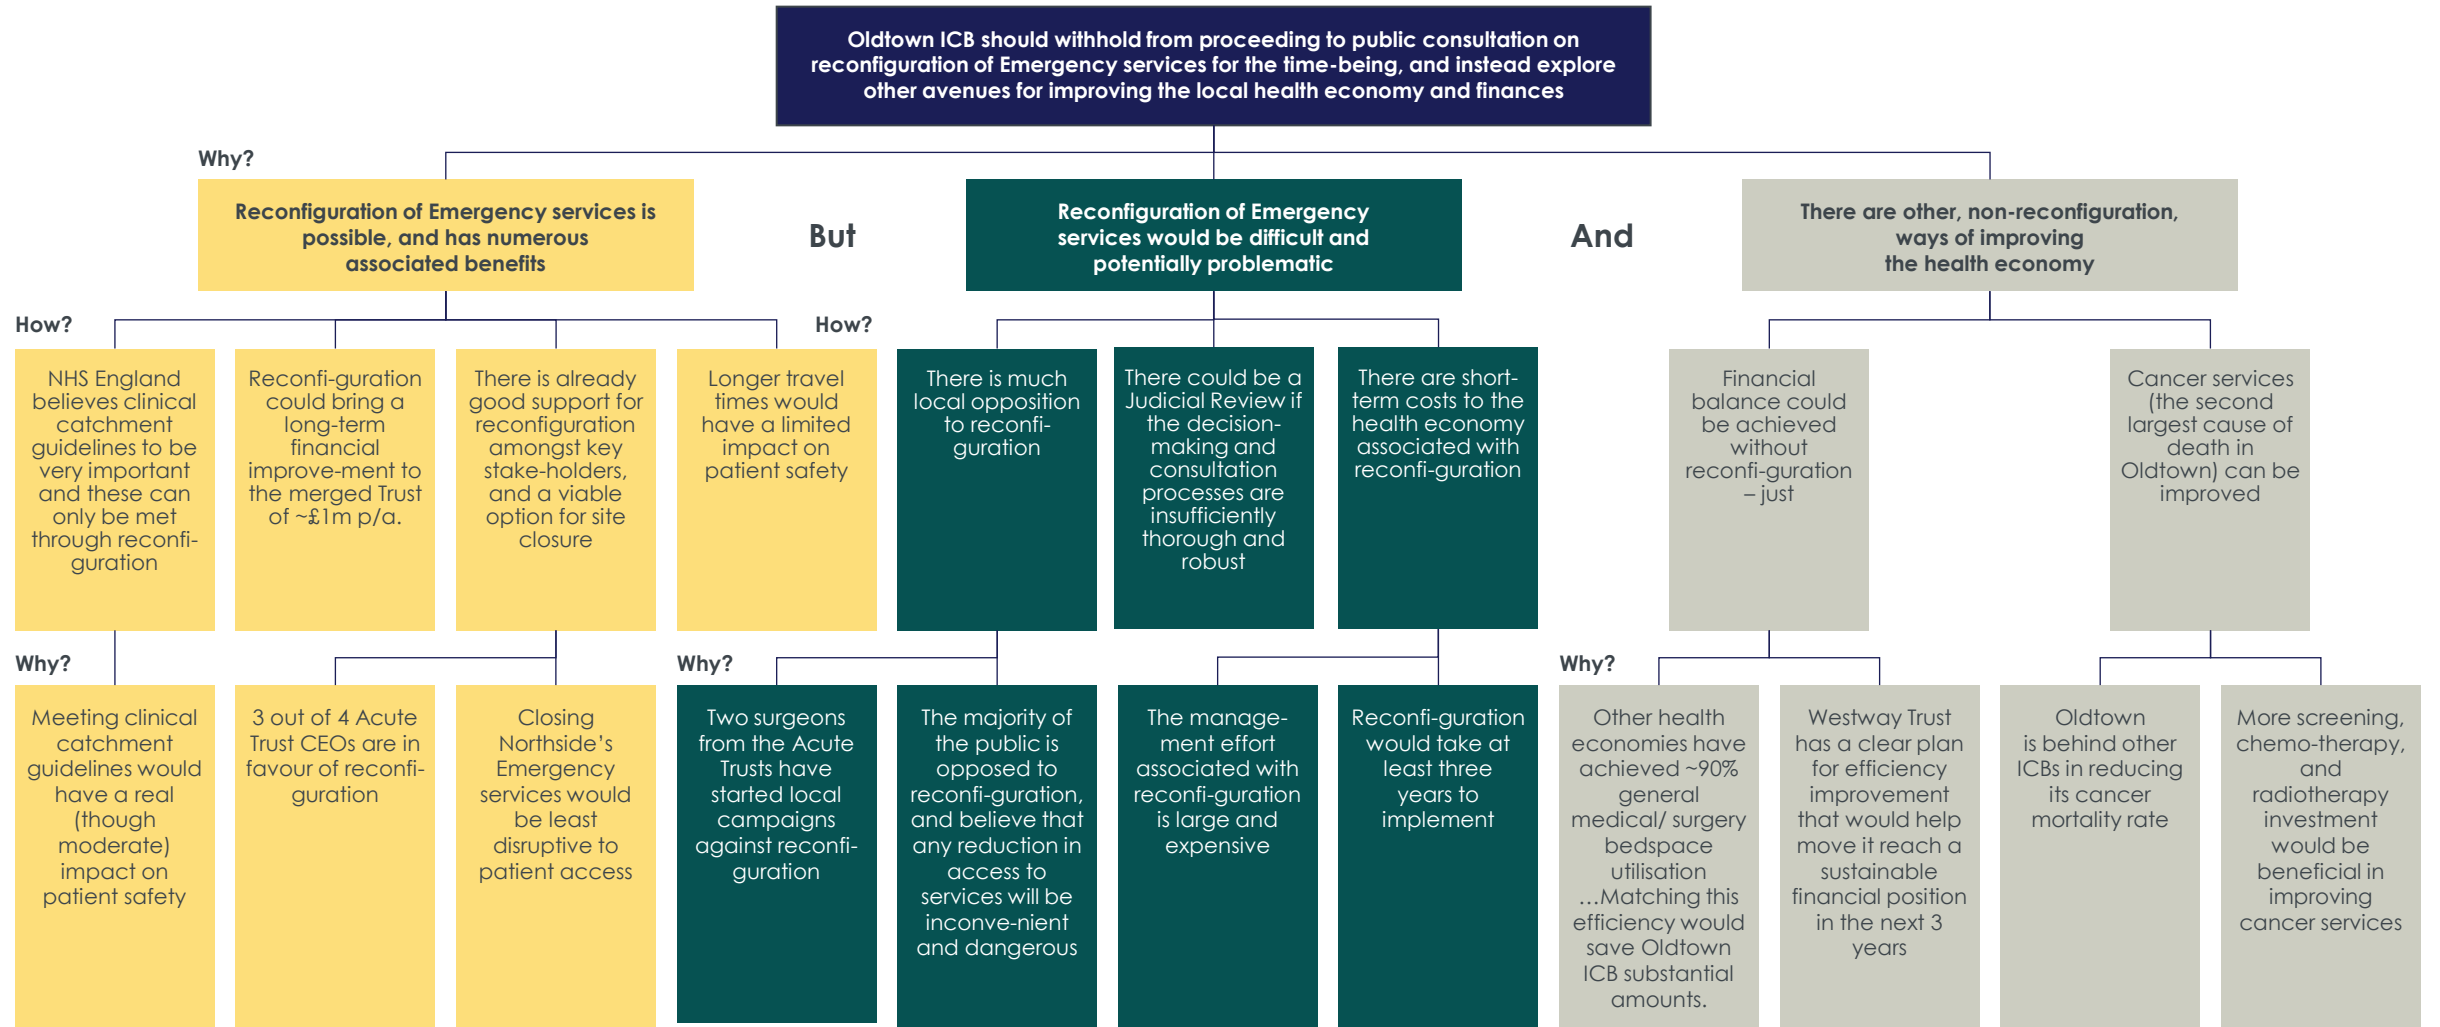 Oldtown ICB should withhold from proceeding to public consultation on
reconfiguration of Emergency services for the time-being, and instead explore
other avenues for improving the local health economy and finances
Why?
Reconfiguration of Emergency services is
possible, and has numerous
associated benefits
But
Reconfiguration of Emergency
services would be difficult and
potentially problematic
And
There are other, non-reconfiguration,
ways of improving
the health economy
How?
How?
NHS England
believes clinical
catchment
guidelines to be
very important
and these can
only be met
through reconfi-
guration
Reconfi-guration
could bring a
long-term
financial
improve-ment to
the merged Trust
of ~£1m p/a.
There is already
good support for
reconfiguration
amongst key
stake-holders,
and a viable
option for site
closure
Longer travel
times would
have a limited
impact on
patient safety
There is much
local opposition
to reconfi-
guration
There could be a
Judicial Review if
the decision-
making and
consultation
processes are
insufficiently
thorough and
robust
There are short-
term costs to the
health economy
associated with
reconfi-guration
Financial
balance could
be achieved
without
reconfi-guration
– just
Cancer services
(the second
largest cause of
death in
Oldtown) can be
improved
Why?
Why?
Why?
Meeting clinical
catchment
guidelines would
have a real
(though
moderate)
impact on
patient safety
3 out of 4 Acute
Trust CEOs are in
favour of reconfi-
guration
Closing
Northside’s
Emergency
services would
be least
disruptive to
patient access
Two surgeons
from the Acute
Trusts have
started local
campaigns
against reconfi-
guration
The majority of
the public is
opposed to
reconfi-guration,
and believe that
any reduction in
access to
services will be
inconve-nient
and dangerous
The manage-
ment effort
associated with
reconfi-guration
is large and
expensive
Reconfi-guration
would take at
least three
years to
implement
Other health
economies have
achieved ~90%
general
medical/ surgery
bedspace
utilisation
…Matching this
efficiency would
save Oldtown
ICB substantial
amounts.
Westway Trust
has a clear plan
for efficiency
improvement
that would help
move it reach a
sustainable
financial position
in the next 3
years
Oldtown
is behind other
ICBs in reducing
its cancer
mortality rate
More screening,
chemo-therapy,
and
radiotherapy
investment
would be
beneficial in
improving
cancer services